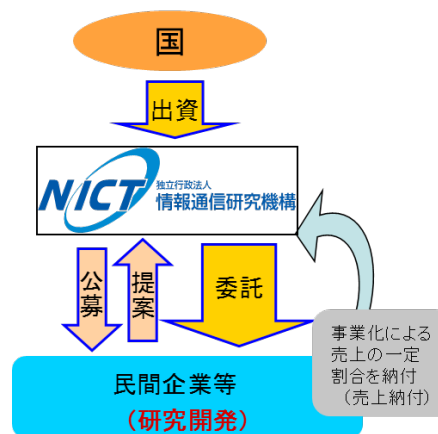 国
出資
NICT
独立行政法人
情報通信研究機構
公募
提案
委託
事業化による
売上の一定
割合を納付
（売上納付）
民間企業等
（研究開発）